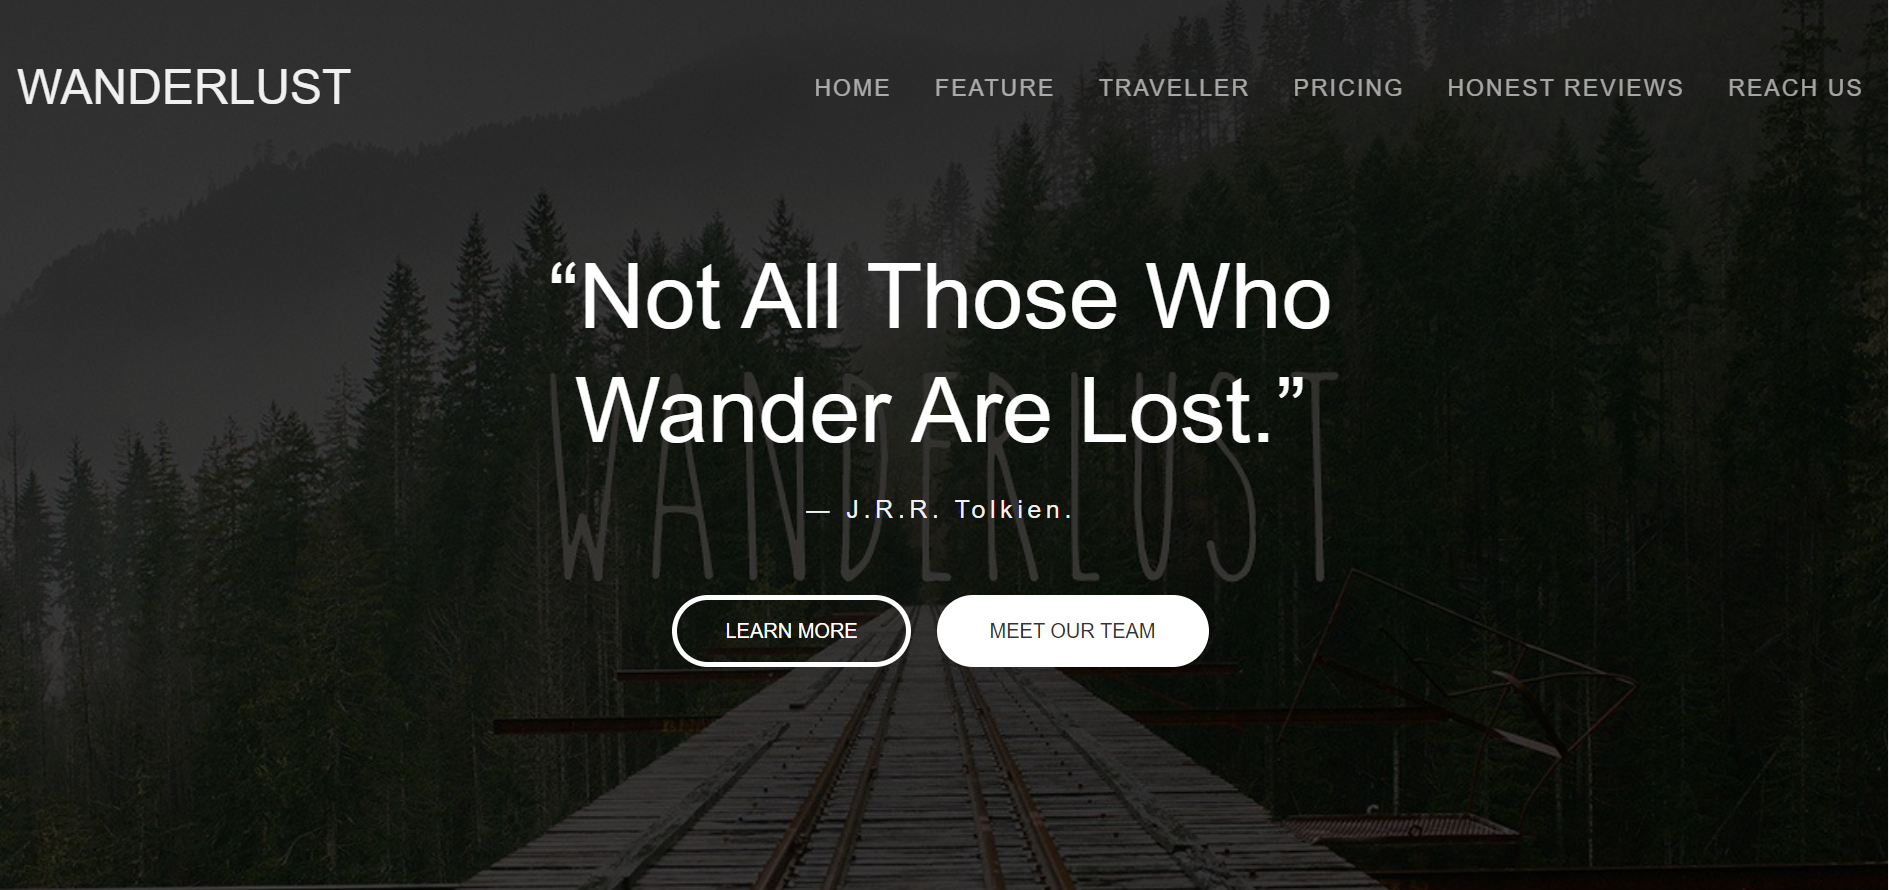 WANDERLUST
HOME FEATURE TRAVELLER PRICING HONEST REVIEWS REACH US
“Not All Those Who
Wander Are Lost.”
WANDERLUST
— J.R.R. Tolkien.
LEARN MORE MEET OUR TEAM